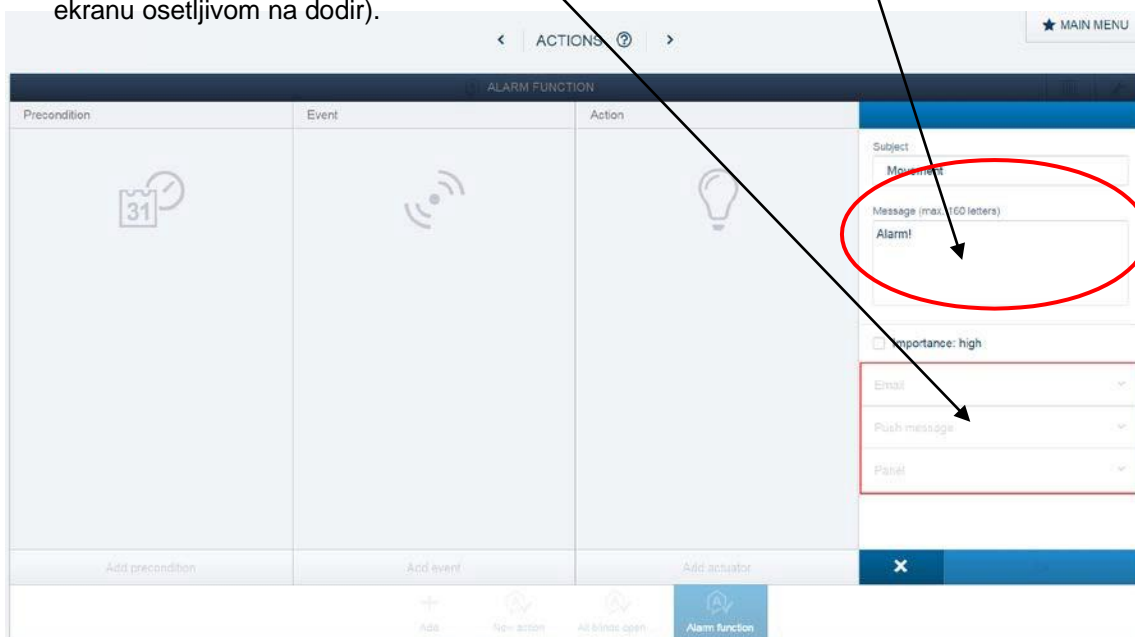 ekranu osetljivom na dodir).
< ACTIONS ? >
★ MAIN MENU
ALARM FUNCTION
Precondition Event Action
31
Subject
Movement
Message (max. 160 letters)
Alarm!
Importance: high
Email
Push message
Panel
Add precondition Add event Add actuator
Add New action All blinds open Alarm function